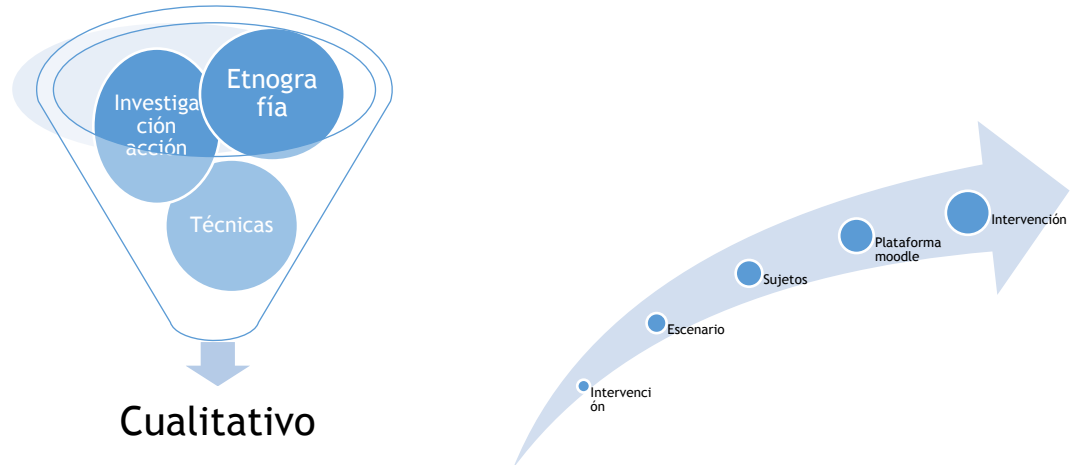 Etnogra
fía
Investiga
ción
acción
Técnicas
Cualitativo
Intervención
Plataforma
moodle
Sujetos
Escenario
Intervenci
ón